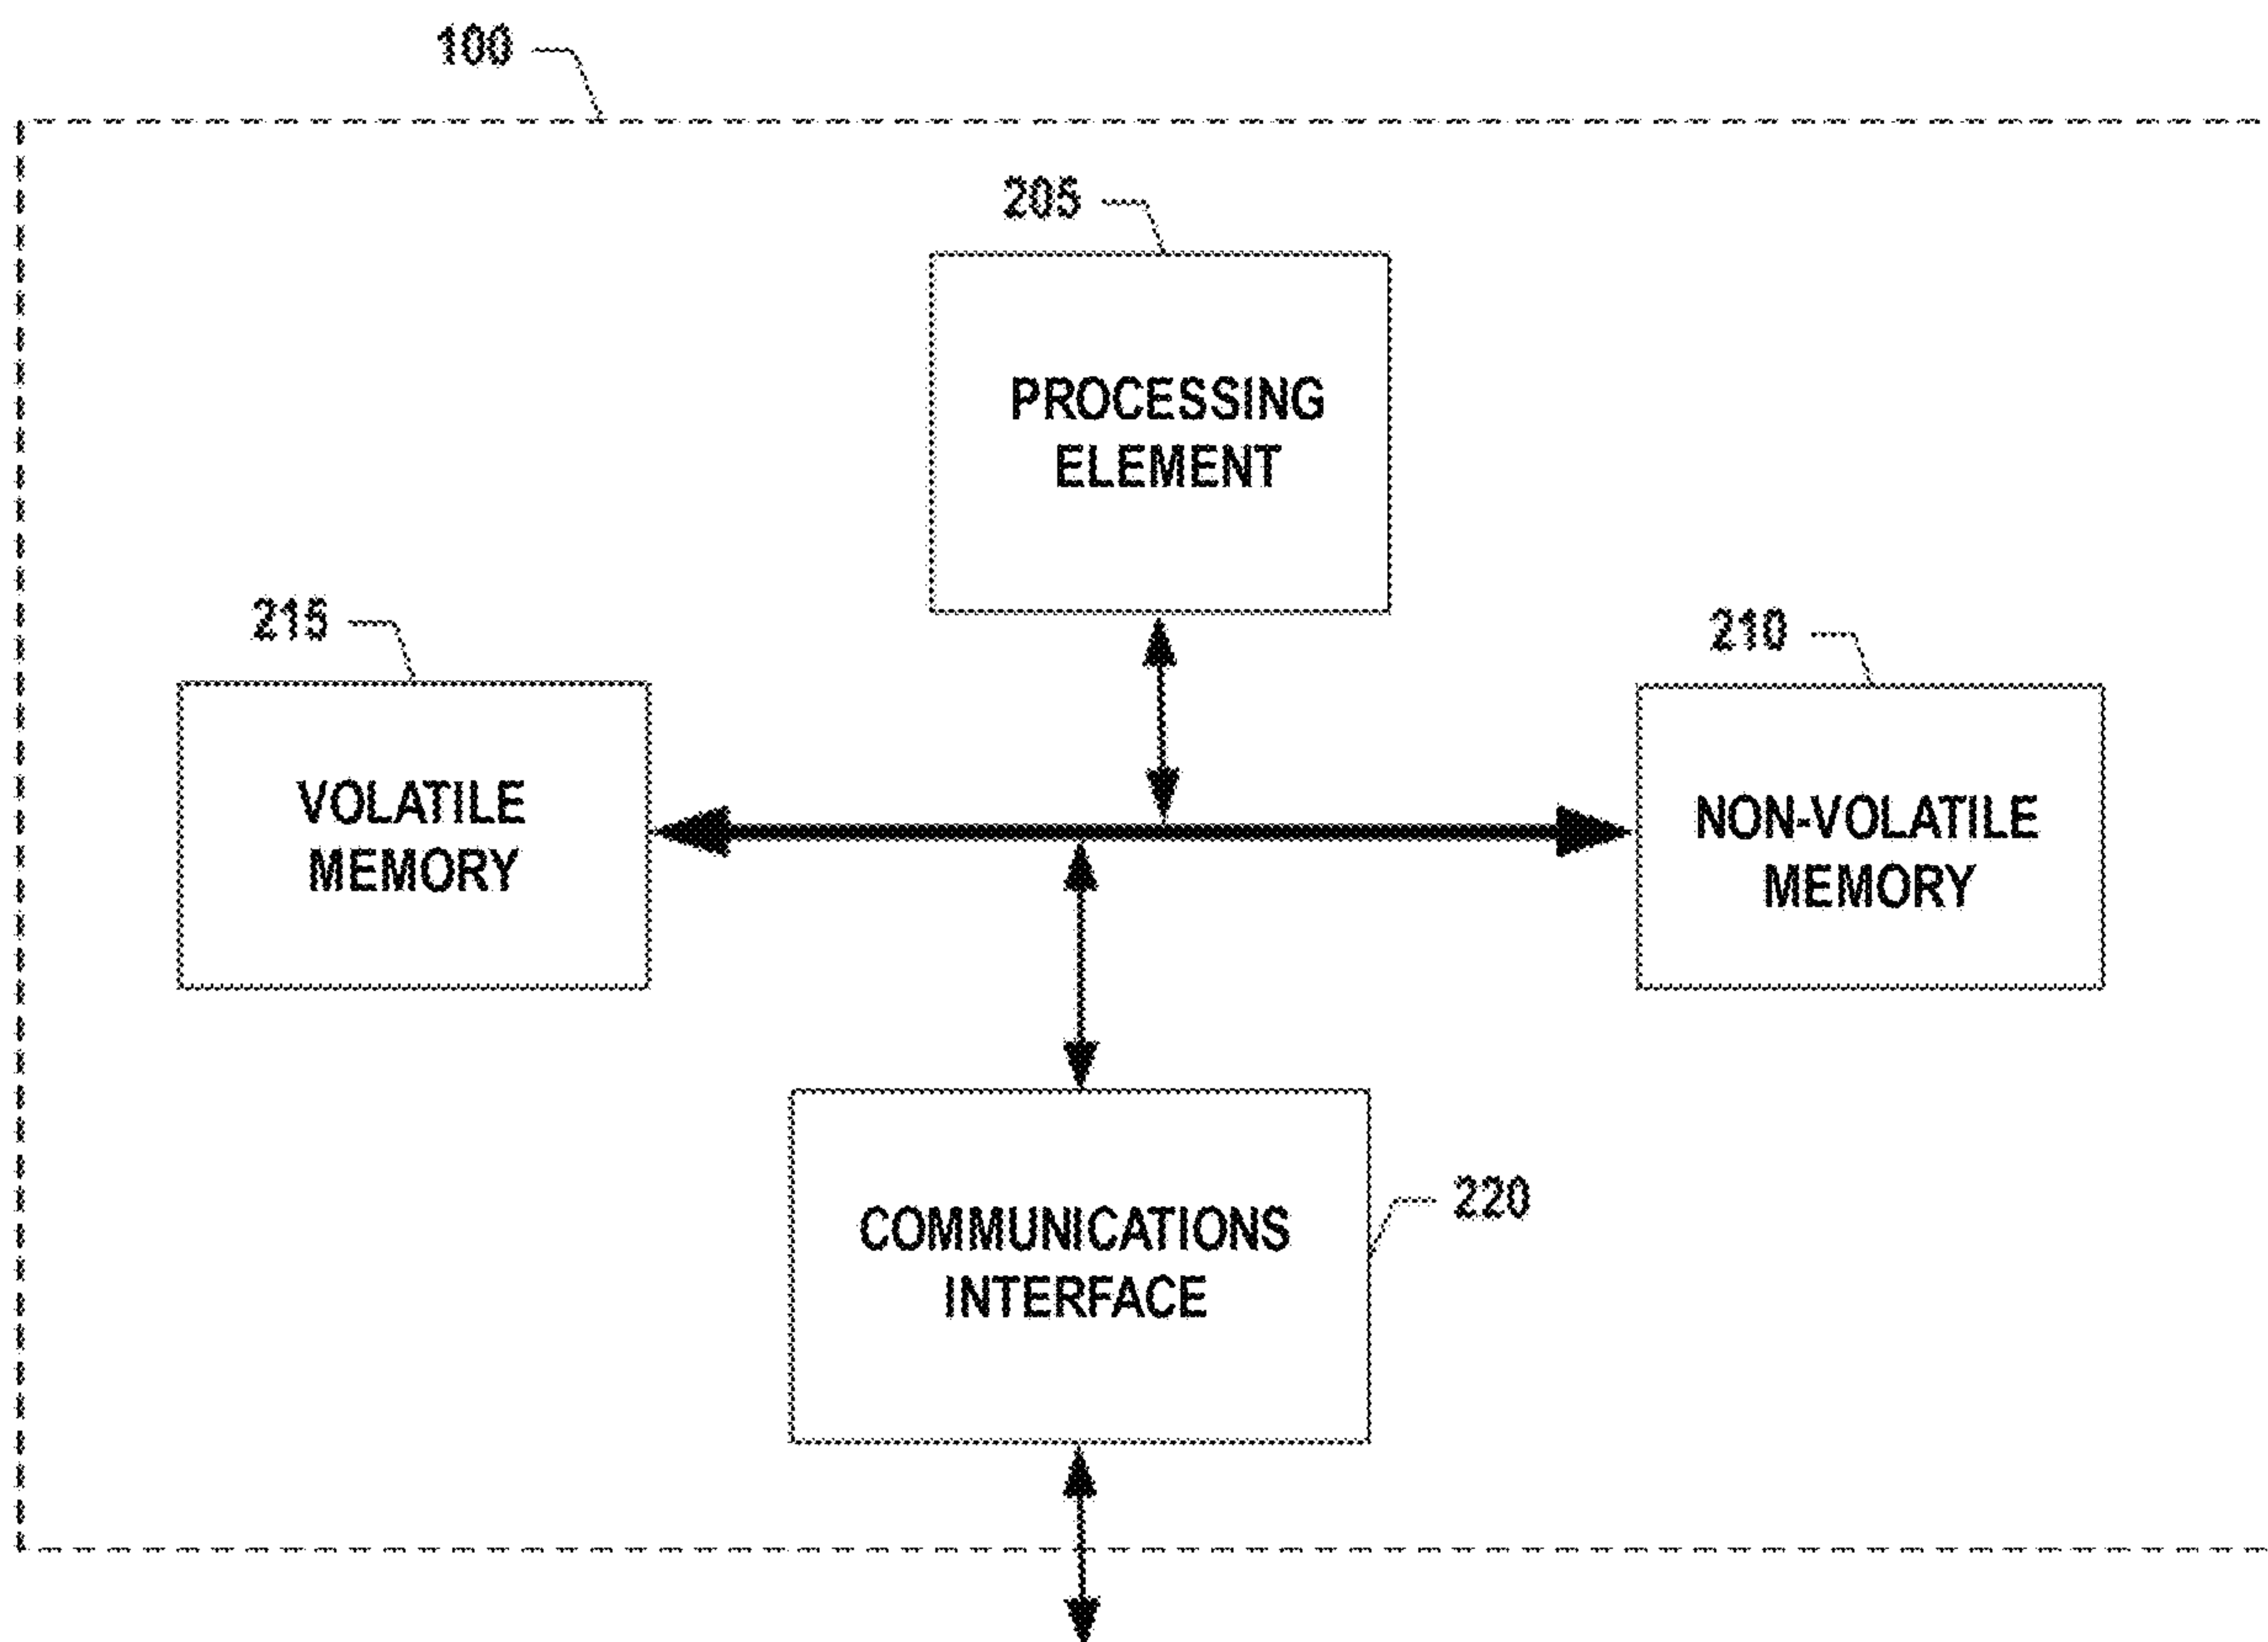 100
205
PROCESSING
ELEMENT
215
210
VOLATILE
MEMORY
NON-VOLATILE
MEMORY
COMMUNICATIONS
INTERFACE
220